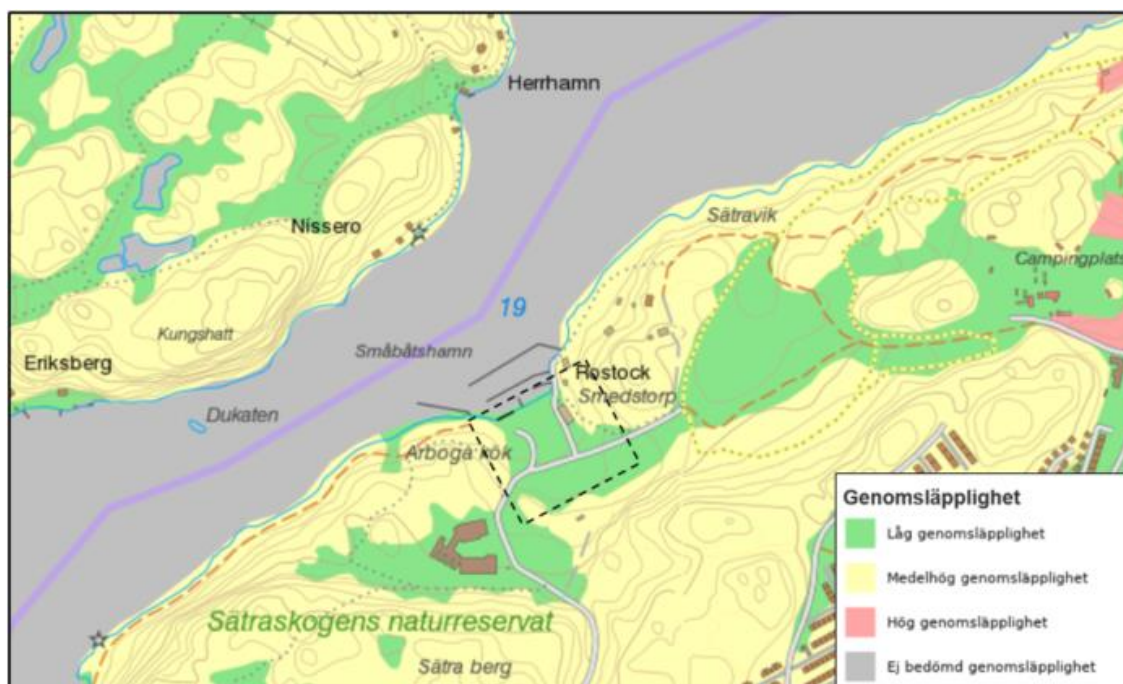 Herrhamn
Nissero
Sätravik
Campingplats
Kungshatt
19
Småbåtshamn
Eriksberg
Rostock
Smedstorp
Dukaten
Arboga kök
Sätraskogens naturreservat
Sätra berg
Genomsläpplighet
Låg genomsläpplighet
Medelhög genomsläpplighet
Hög genomsläpplighet
Ej bedömd genomsläpplighet